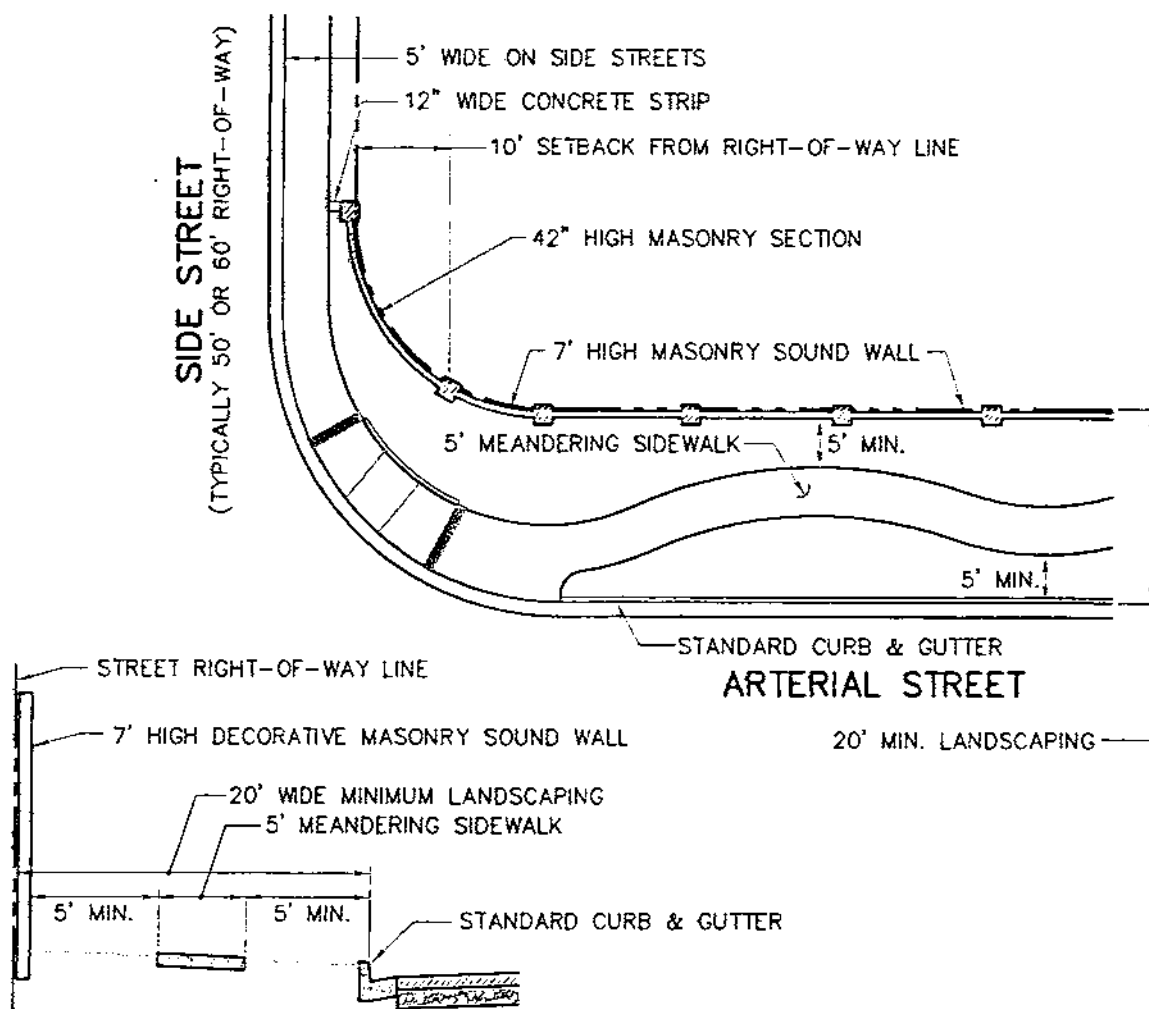 5' WIDE ON SIDE STREETS
12" WIDE CONCRETE STRIP
10' SETBACK FROM RIGHT-OF-WAY LINE
SIDE STREET
(TYPICALLY 50' OR 60' RIGHT-OF-WAY)
42" HIGH MASONRY SECTION
7' HIGH MASONRY SOUND WALL
5' MEANDERING SIDEWALK
5' MIN.
5' MIN.
STANDARD CURB & GUTTER
ARTERIAL STREET
20' MIN. LANDSCAPING
STREET RIGHT-OF-WAY LINE
7' HIGH DECORATIVE MASONRY SOUND WALL
20' WIDE MINIMUM LANDSCAPING
5' MEANDERING SIDEWALK
5' MIN.
5' MIN.
STANDARD CURB & GUTTER